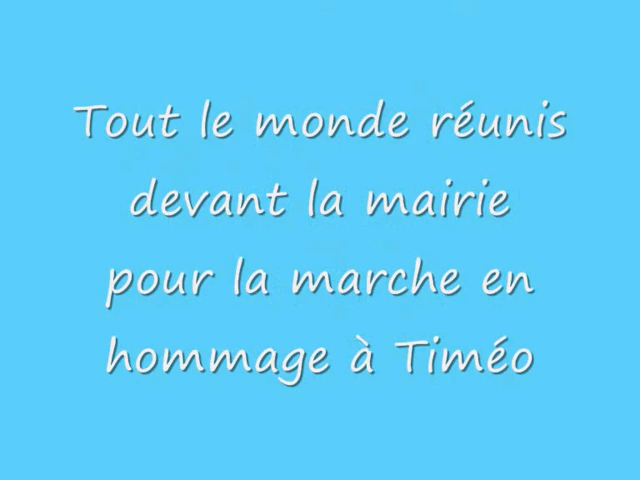 Tout le monde réunis
devant la mairie
pour la marche en
hommage à Timéo